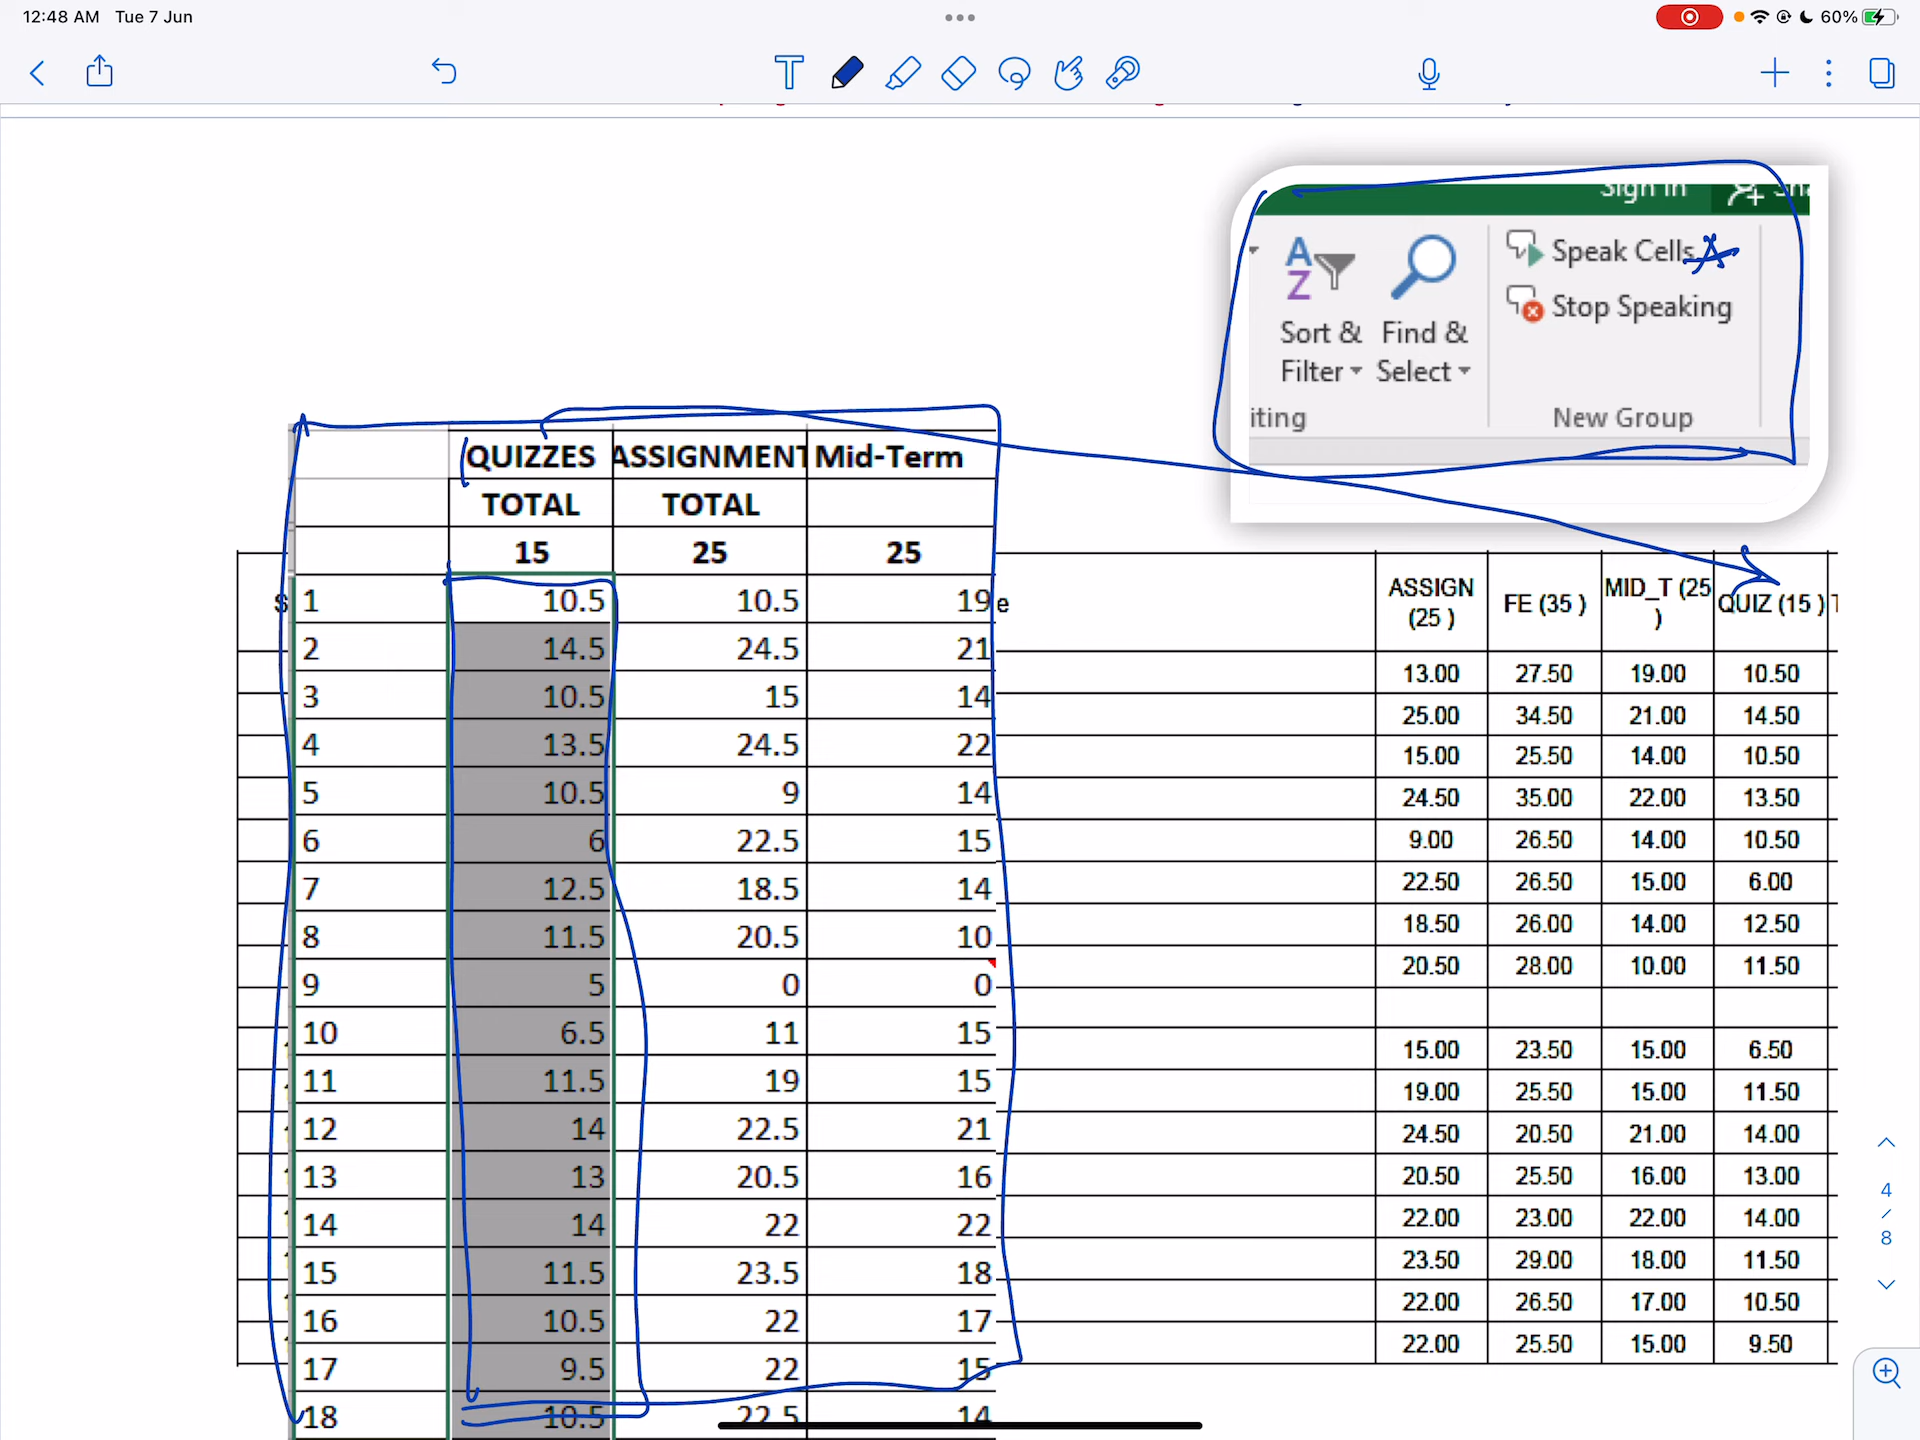 12:48 AM Tue 7 Jun
60%
Sign in
Speak Cells
Stop Speaking
Sort & Filter
Find & Select
iting
New Group
QUIZZES ASSIGNMENT Mid-Term
TOTAL TOTAL
15 25 25
1 10.5 10.5 19
2 14.5 24.5 21
3 10.5 15 14
4 13.5 24.5 22
5 10.5 9 14
6 6 22.5 15
7 12.5 18.5 14
8 11.5 20.5 10
9 5 0 0
10 6.5 11 15
11 11.5 19 15
12 14 22.5 21
13 13 20.5 16
14 14 22 22
15 11.5 23.5 18
16 10.5 22 17
17 9.5 22 15
18 10.5 22.5 14
ASSIGN (25 ) FE (35 ) MID_T (25 ) QUIZ (15 )
13.00 27.50 19.00 10.50
25.00 34.50 21.00 14.50
15.00 25.50 14.00 10.50
24.50 35.00 22.00 13.50
9.00 26.50 14.00 10.50
22.50 26.50 15.00 6.00
18.50 26.00 14.00 12.50
20.50 28.00 10.00 11.50
15.00 23.50 15.00 6.50
19.00 25.50 15.00 11.50
24.50 20.50 21.00 14.00
20.50 25.50 16.00 13.00
22.00 23.00 22.00 14.00
23.50 29.00 18.00 11.50
22.00 26.50 17.00 10.50
22.00 25.50 15.00 9.50
4
/
8